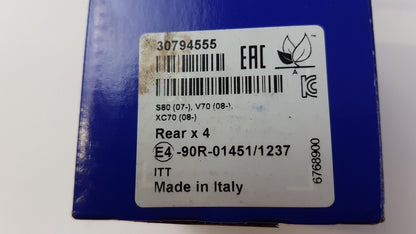 30794555
EAC
TM
A
S80 (07-), V70 (08-),
XC70 (08-)
Rear x 4
E4 -90R-01451/1237
ITT
Made in Italy
6768900